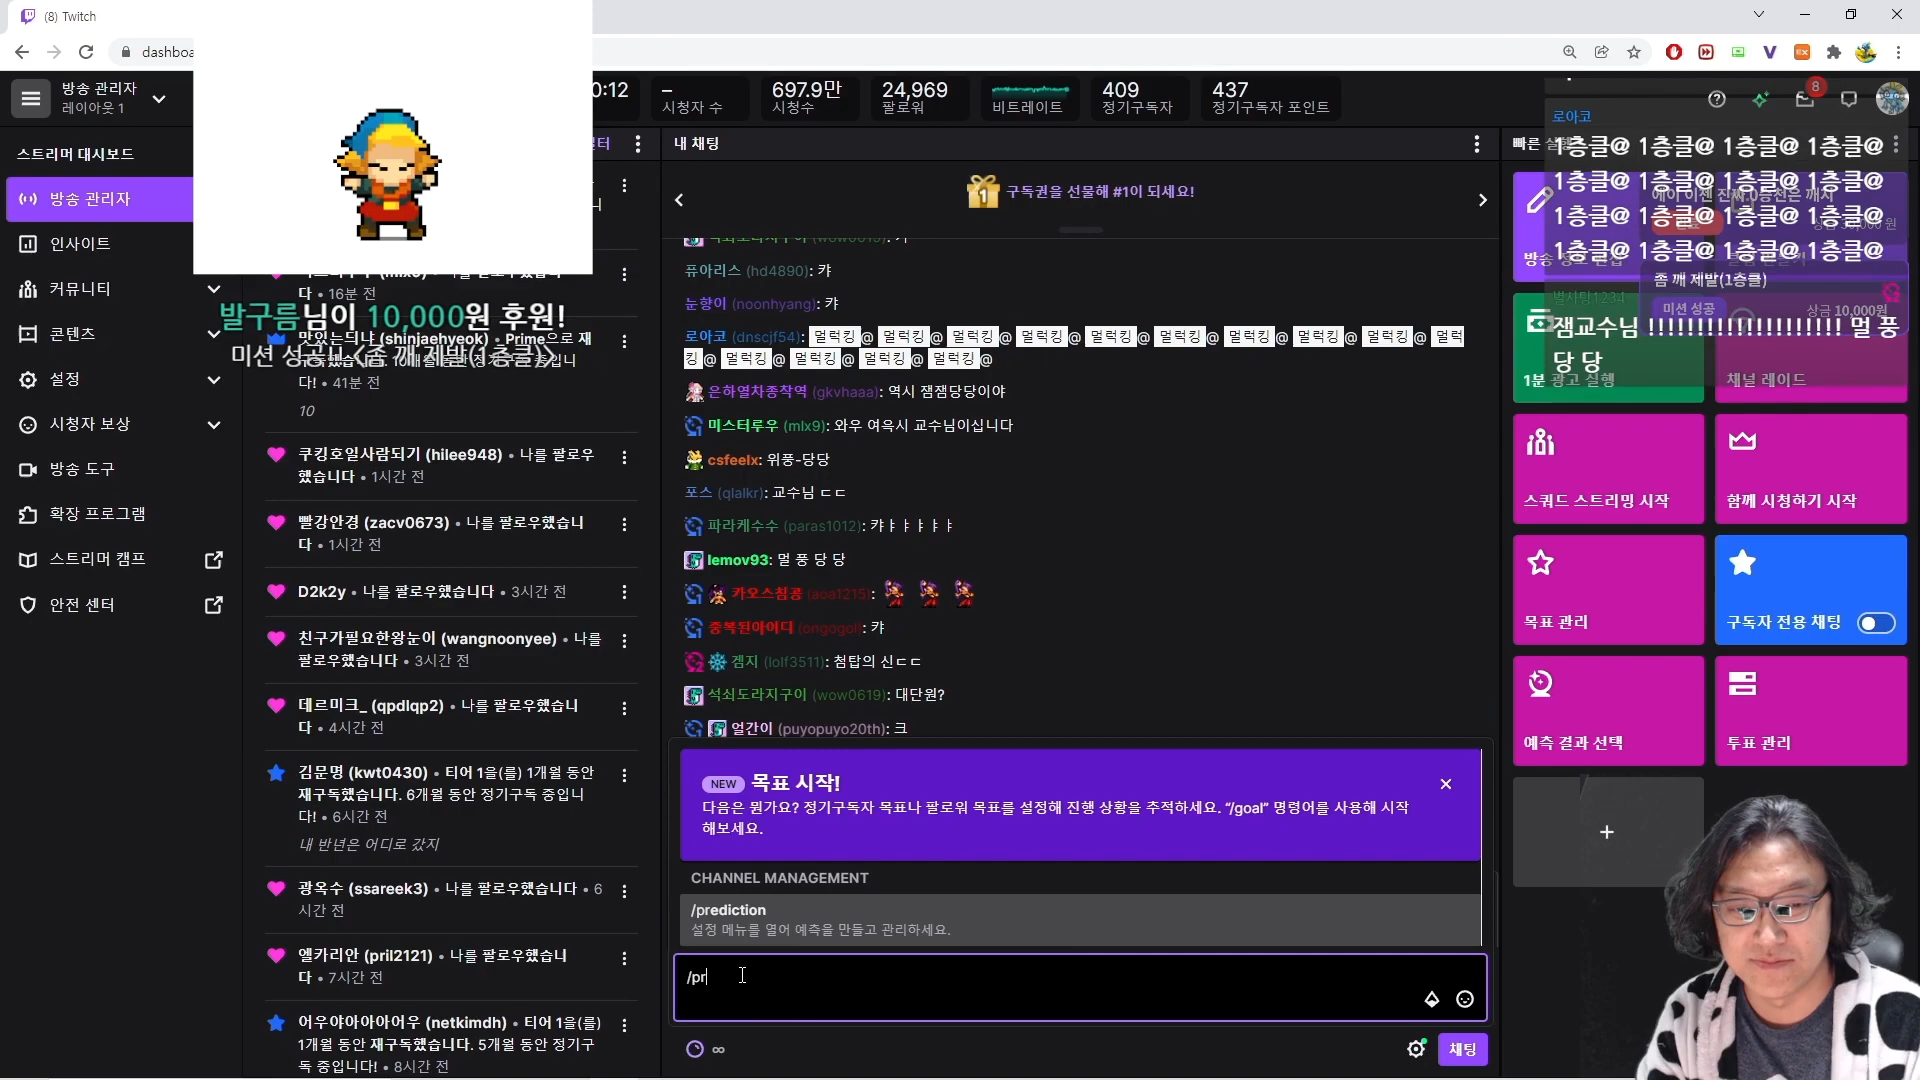 (8) Twitch
dashboa
방송 관리자
레이아웃 1
0:12
–
시청자 수
697.9만
시청수
24,969
팔로워
비트레이트
409
정기구독자
437
정기구독자 포인트
8
스트리머 대시보드
방송 관리자
인사이트
커뮤니티
콘텐츠
설정
시청자 보상
방송 도구
확장 프로그램
스트리머 캠프
안전 센터
발구름님이 10,000원 후원!
미션 성공! <좀 깨 제발(1층클)>
다 • 16분 전
맛있는듸냐 (shinjaehyeok) • Prime으로 재
다! • 41분 전
10
쿠킹호일사람되기 (hilee948) • 나를 팔로우
했습니다 • 1시간 전
빨강안경 (zacv0673) • 나를 팔로우했습니
다 • 1시간 전
D2k2y • 나를 팔로우했습니다 • 3시간 전
친구가필요한왕눈이 (wangnoonyee) • 나를
팔로우했습니다 • 3시간 전
데르미크_ (qpdlqp2) • 나를 팔로우했습니
다 • 4시간 전
김문명 (kwt0430) • 티어 1을(를) 1개월 동안
재구독했습니다. 6개월 동안 정기구독 중입니
다! • 6시간 전
내 반년은 어디로 갔지
광옥수 (ssareek3) • 나를 팔로우했습니다 • 6
시간 전
엘카리안 (pril2121) • 나를 팔로우했습니
다 • 7시간 전
어우야아아아어우 (netkimdh) • 티어 1을(를)
1개월 동안 재구독했습니다. 5개월 동안 정기구
독 중입니다! • 8시간 전
내 채팅
구독권을 선물해 #1이 되세요!
퓨아리스 (hd4890): 캬
눈향이 (noonhyang): 캬
로아코 (dnscjf54): 멀럭킹@ 멀럭킹@ 멀럭킹@ 멀럭킹@ 멀럭킹@ 멀럭킹@ 멀럭킹@ 멀럭킹@ 멀럭킹@ 멀럭
킹@ 멀럭킹@ 멀럭킹@ 멀럭킹@ 멀럭킹@
은하열차종착역 (gkvhaaa): 역시 잼잼당당이야
미스터루우 (mlx9): 와우 여윽시 교수님이십니다
csfeelx: 위풍-당당
포스 (qlalkr): 교수님 ㄷㄷ
파라케수수 (paras1012): 캬ㅑㅑㅑㅑㅑ
lemov93: 멀 풍 당 당
카오스침공 (aoa1215):
중복된아이디 (ongogol): 캬
겜지 (lolf3511): 첨탑의 신ㄷㄷ
석쇠도라지구이 (wow0619): 대단원?
얼간이 (puyopuyo20th): 크
NEW 목표 시작!
다음은 뭔가요? 정기구독자 목표나 팔로워 목표를 설정해 진행 상황을 추적하세요. “/goal” 명령어를 사용해 시작
해보세요.
CHANNEL MANAGEMENT
/prediction
설정 메뉴를 열어 예측을 만들고 관리하세요.
/pr
채팅
로아코
1층클@ 1층클@ 1층클@ 1층클@
1층클@ 1층클@ 1층클@ 1층클@
1층클@ 1층클@ 1층클@ 1층클@
1층클@ 1층클@ 1층클@ 1층클@
좀 깨 제발(1층클)
미션 성공
상금 10,000원
잼교수님 !!!!!!!!!!!!!!!!!!!! 멀 풍
당 당
1분 광고 실행
채널 레이드
스쿼드 스트리밍 시작
함께 시청하기 시작
목표 관리
구독자 전용 채팅
예측 결과 선택
투표 관리